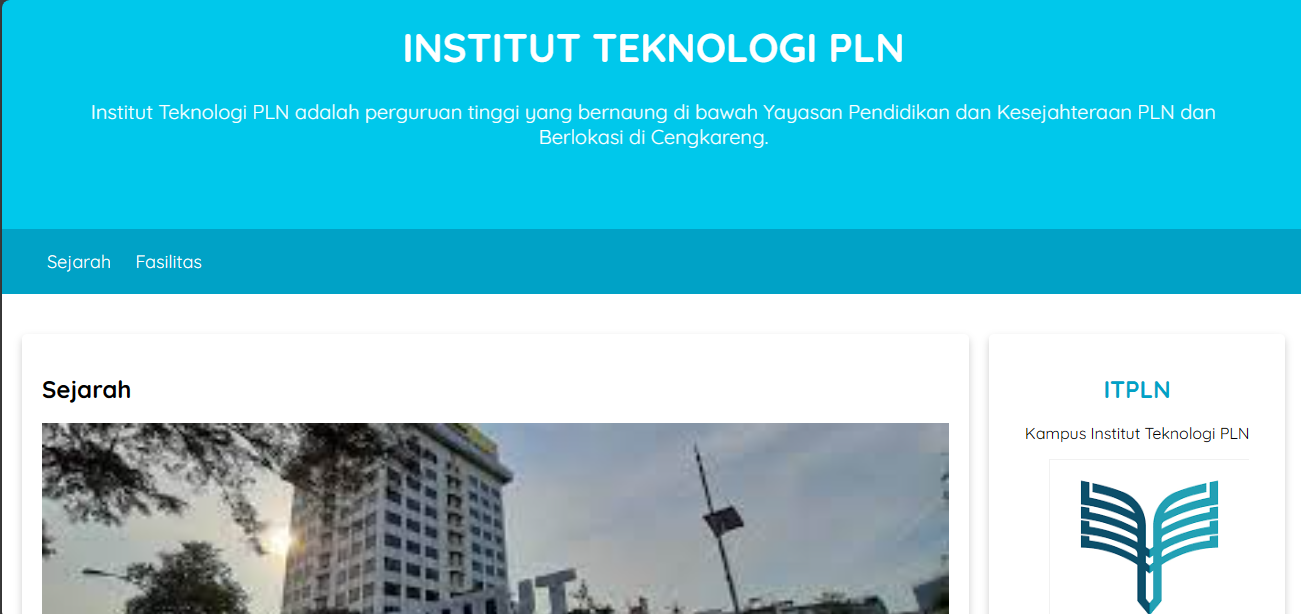 INSTITUT TEKNOLOGI PLN
Institut Teknologi PLN adalah perguruan tinggi yang bernaung di bawah Yayasan Pendidikan dan Kesejahteraan PLN dan
Berlokasi di Cengkareng.
Sejarah
Fasilitas
Sejarah
ITPLN
Kampus Institut Teknologi PLN